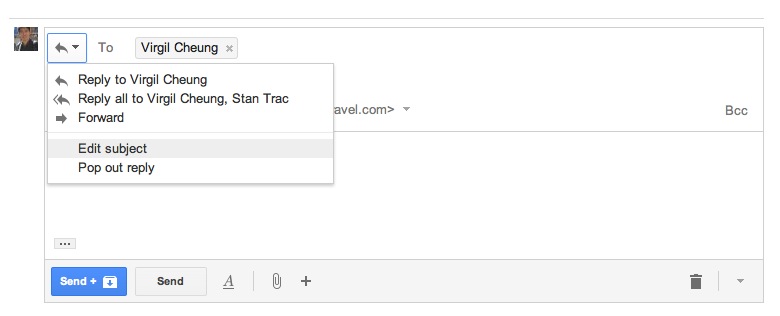 To Virgil Cheung ×
Reply to Virgil Cheung
Reply all to Virgil Cheung, Stan Trac
Forward
avel.com> Bcc
Edit subject
Pop out reply
...
Send + Send A +